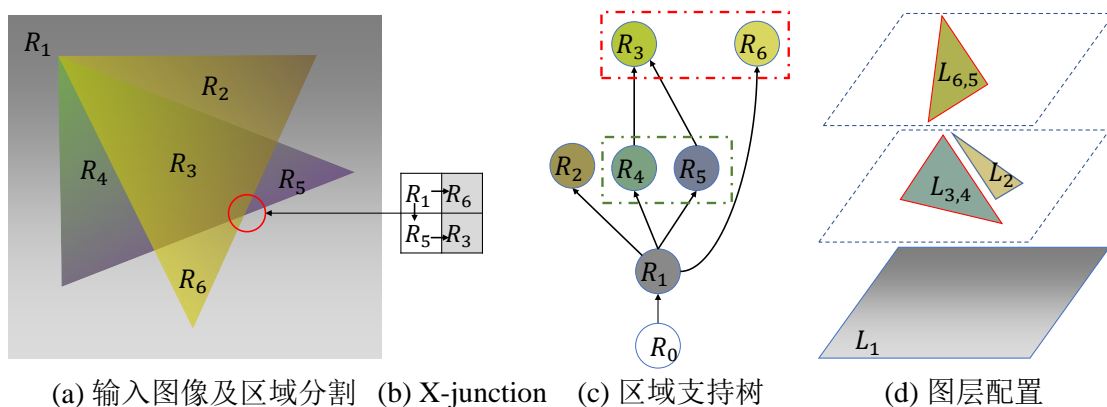 R₁
R₂
R₃
R₄
R₅
R₆
R₁ R₆
R₅ R₃
R₃ R₆
R₂ R₄ R₅
R₁
R₀
L₆,₅
L₂
L₃,₄
L₁
(a) 输入图像及区域分割 (b) X-junction (c) 区域支持树 (d) 图层配置